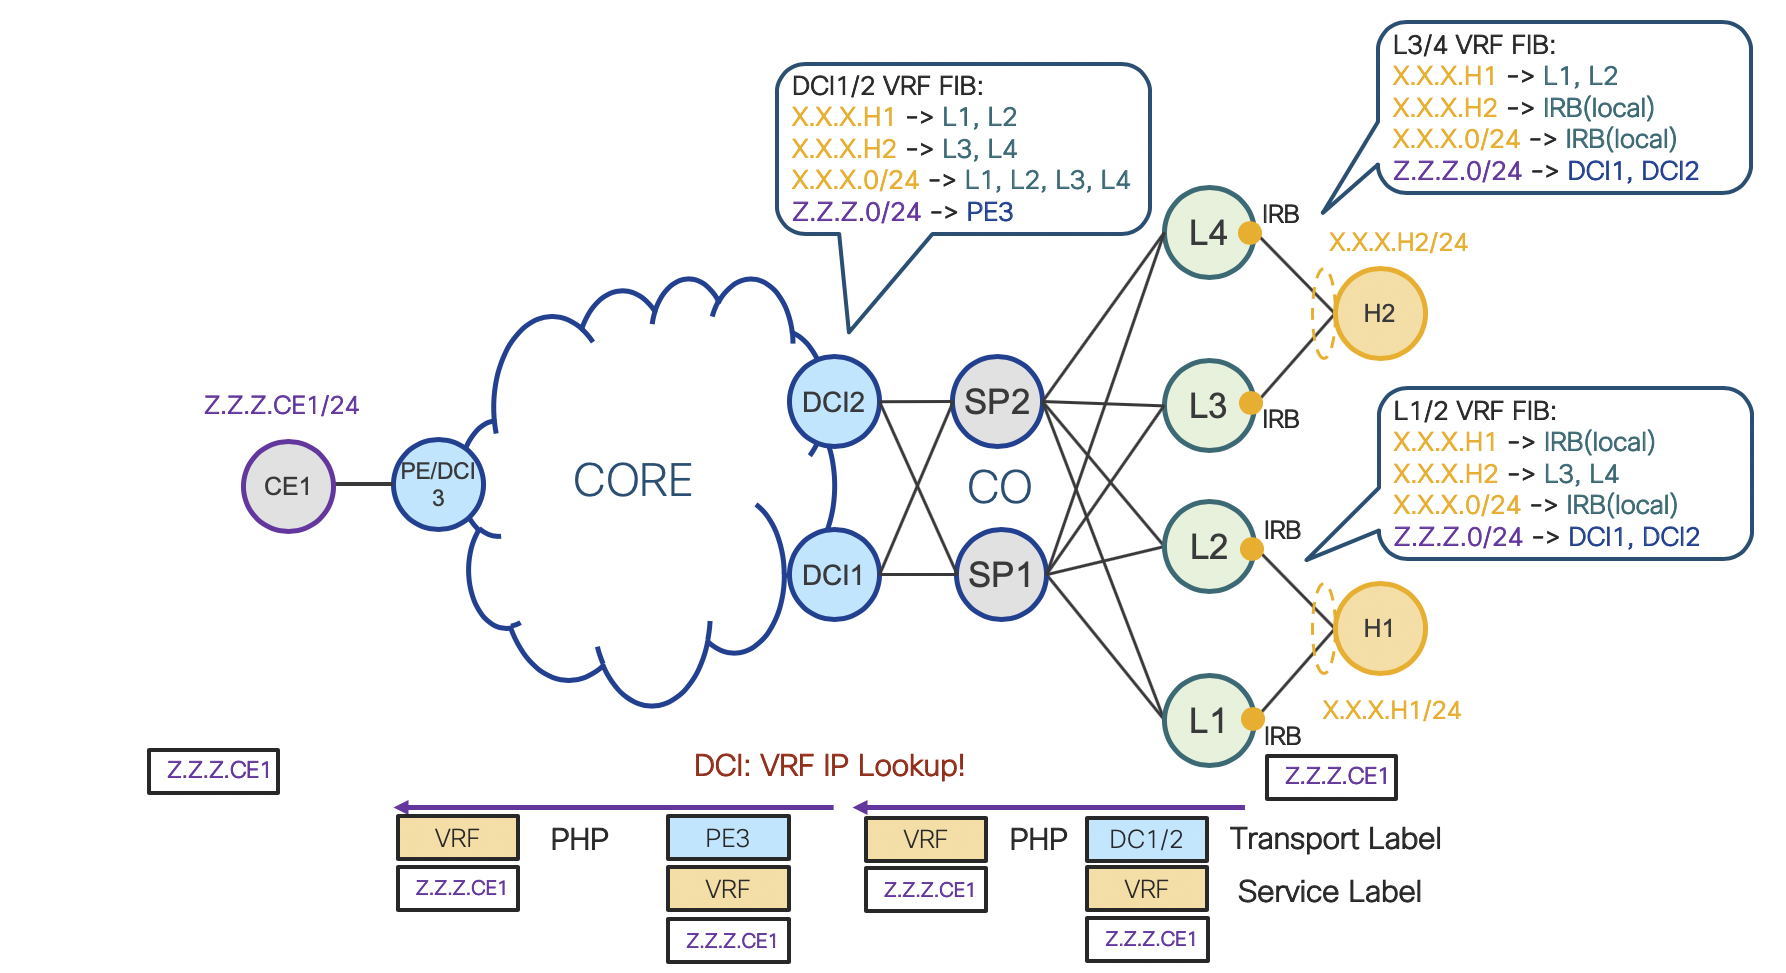 L3/4 VRF FIB:
X.X.X.H1 -> L1, L2
X.X.X.H2 -> IRB(local)
X.X.X.0/24 -> IRB(local)
Z.Z.Z.0/24 -> DCI1, DCI2
DCI1/2 VRF FIB:
X.X.X.H1 -> L1, L2
X.X.X.H2 -> L3, L4
X.X.X.0/24 -> L1, L2, L3, L4
Z.Z.Z.0/24 -> PE3
L4
IRB
X.X.X.H2/24
H2
DCI2
SP2
L3
IRB
Z.Z.Z.CE1/24
CE1
PE/DCI
3
CORE
CO
L1/2 VRF FIB:
X.X.X.H1 -> IRB(local)
X.X.X.H2 -> L3, L4
X.X.X.0/24 -> IRB(local)
Z.Z.Z.0/24 -> DCI1, DCI2
DCI1
SP1
L2
IRB
H1
X.X.X.H1/24
L1
IRB
Z.Z.Z.CE1
DCI: VRF IP Lookup!
Z.Z.Z.CE1
VRF
PHP
PE3
VRF
PHP
DC1/2
Transport Label
Z.Z.Z.CE1
VRF
Z.Z.Z.CE1
VRF
Service Label
Z.Z.Z.CE1
Z.Z.Z.CE1